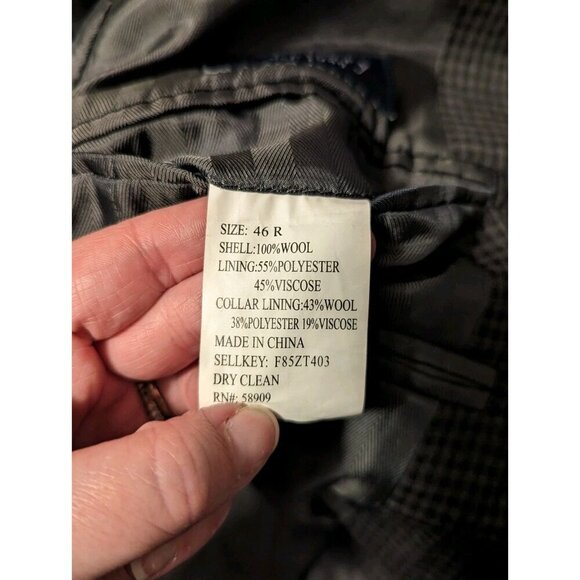 SIZE: 46 R
SHELL:100%WOOL
LINING:55%POLYESTER
45%VISCOSE
COLLAR LINING:43%WOOL
38%POLYESTER 19%VISCOSE
MADE IN CHINA
SELLKEY: F85ZT403
DRY CLEAN
RN#: 58909